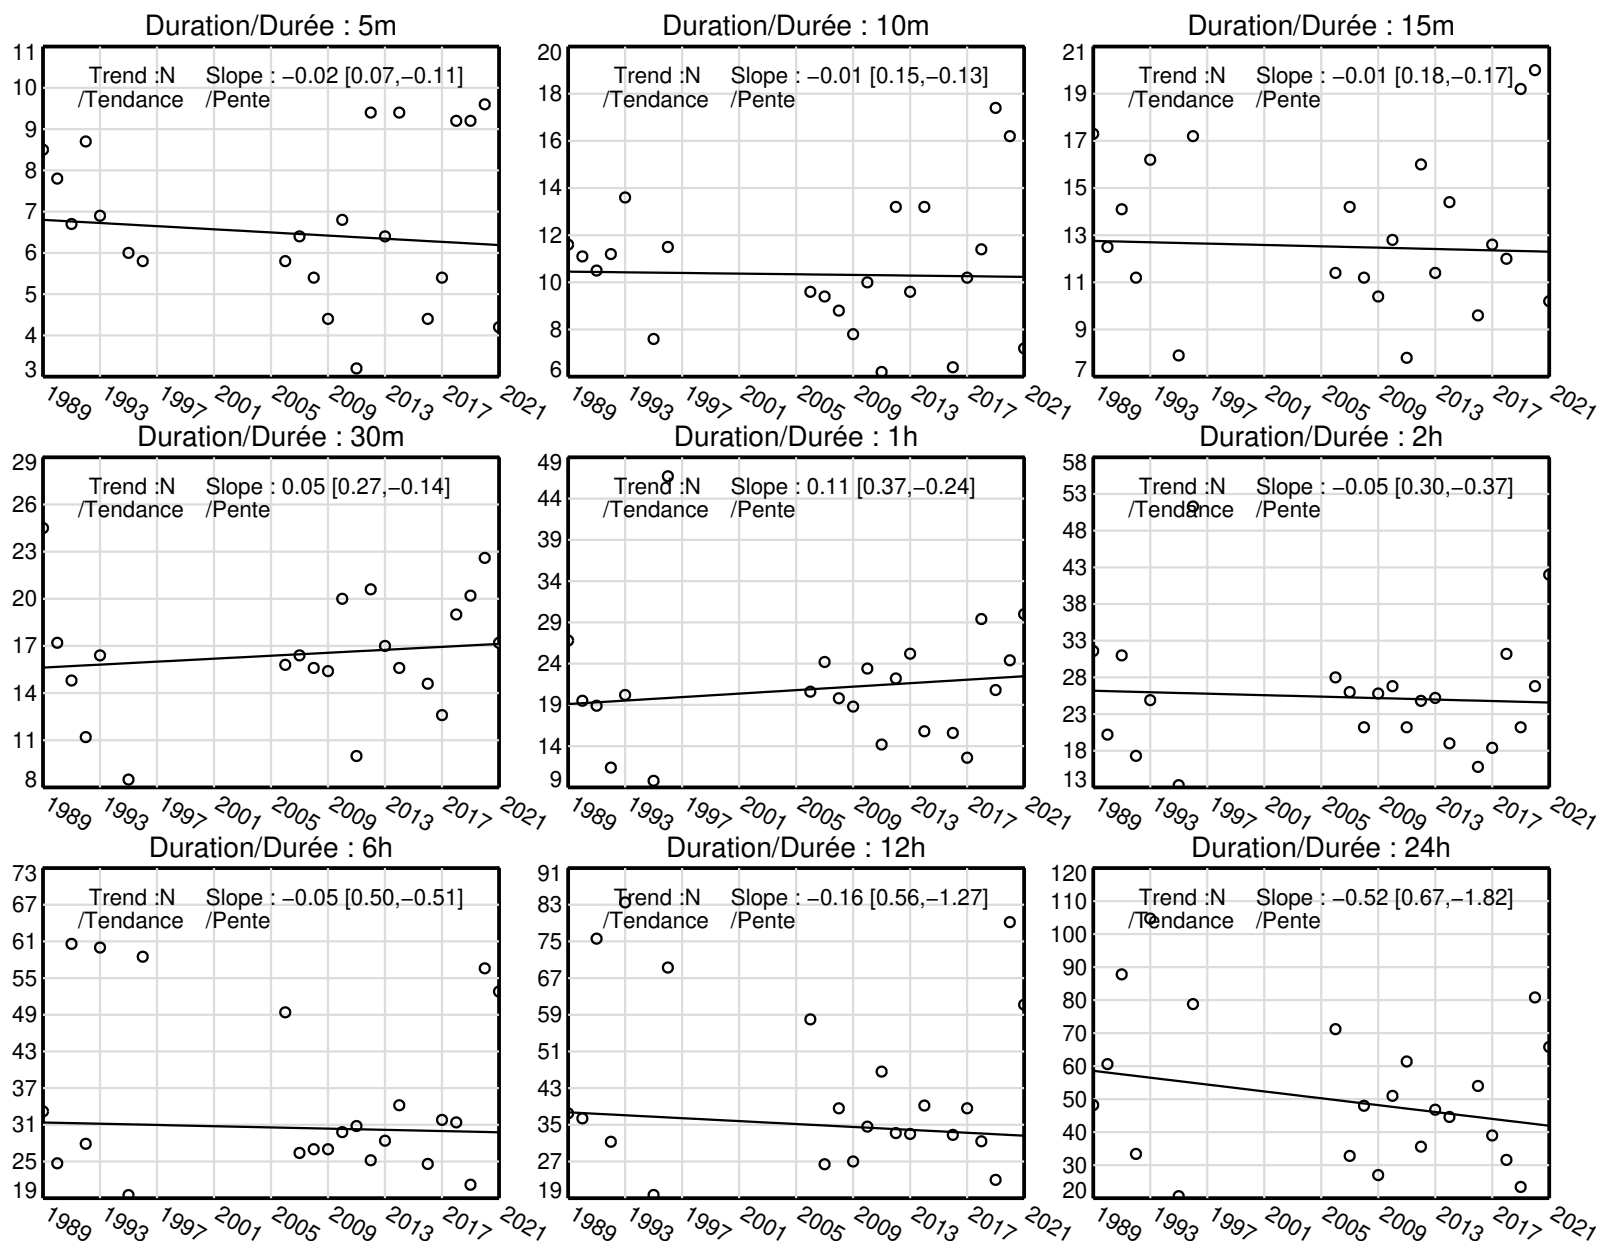 Duration/Durée : 5m
Trend :N Slope : −0.02 [0.07,−0.11]
/Tendance /Pente
11
10
9
8
7
6
5
4
3
1989 1993 1997 2001 2005 2009 2013 2017 2021
Duration/Durée : 10m
Trend :N Slope : −0.01 [0.15,−0.13]
/Tendance /Pente
20
18
16
14
12
10
8
6
1989 1993 1997 2001 2005 2009 2013 2017 2021
Duration/Durée : 15m
Trend :N Slope : −0.01 [0.18,−0.17]
/Tendance /Pente
21
19
17
15
13
11
9
7
1989 1993 1997 2001 2005 2009 2013 2017 2021
Duration/Durée : 30m
Trend :N Slope : 0.05 [0.27,−0.14]
/Tendance /Pente
29
26
23
20
17
14
11
8
1989 1993 1997 2001 2005 2009 2013 2017 2021
Duration/Durée : 1h
Trend :N Slope : 0.11 [0.37,−0.24]
/Tendance /Pente
49
44
39
34
29
24
19
14
9
1989 1993 1997 2001 2005 2009 2013 2017 2021
Duration/Durée : 2h
Trend :N Slope : −0.05 [0.30,−0.37]
/Tendance /Pente
58
53
48
43
38
33
28
23
18
13
1989 1993 1997 2001 2005 2009 2013 2017 2021
Duration/Durée : 6h
Trend :N Slope : −0.05 [0.50,−0.51]
/Tendance /Pente
73
67
61
55
49
43
37
31
25
19
1989 1993 1997 2001 2005 2009 2013 2017 2021
Duration/Durée : 12h
Trend :N Slope : −0.16 [0.56,−1.27]
/Tendance /Pente
91
83
75
67
59
51
43
35
27
19
1989 1993 1997 2001 2005 2009 2013 2017 2021
Duration/Durée : 24h
Trend :N Slope : −0.52 [0.67,−1.82]
/Tendance /Pente
120
110
100
90
80
70
60
50
40
30
20
1989 1993 1997 2001 2005 2009 2013 2017 2021